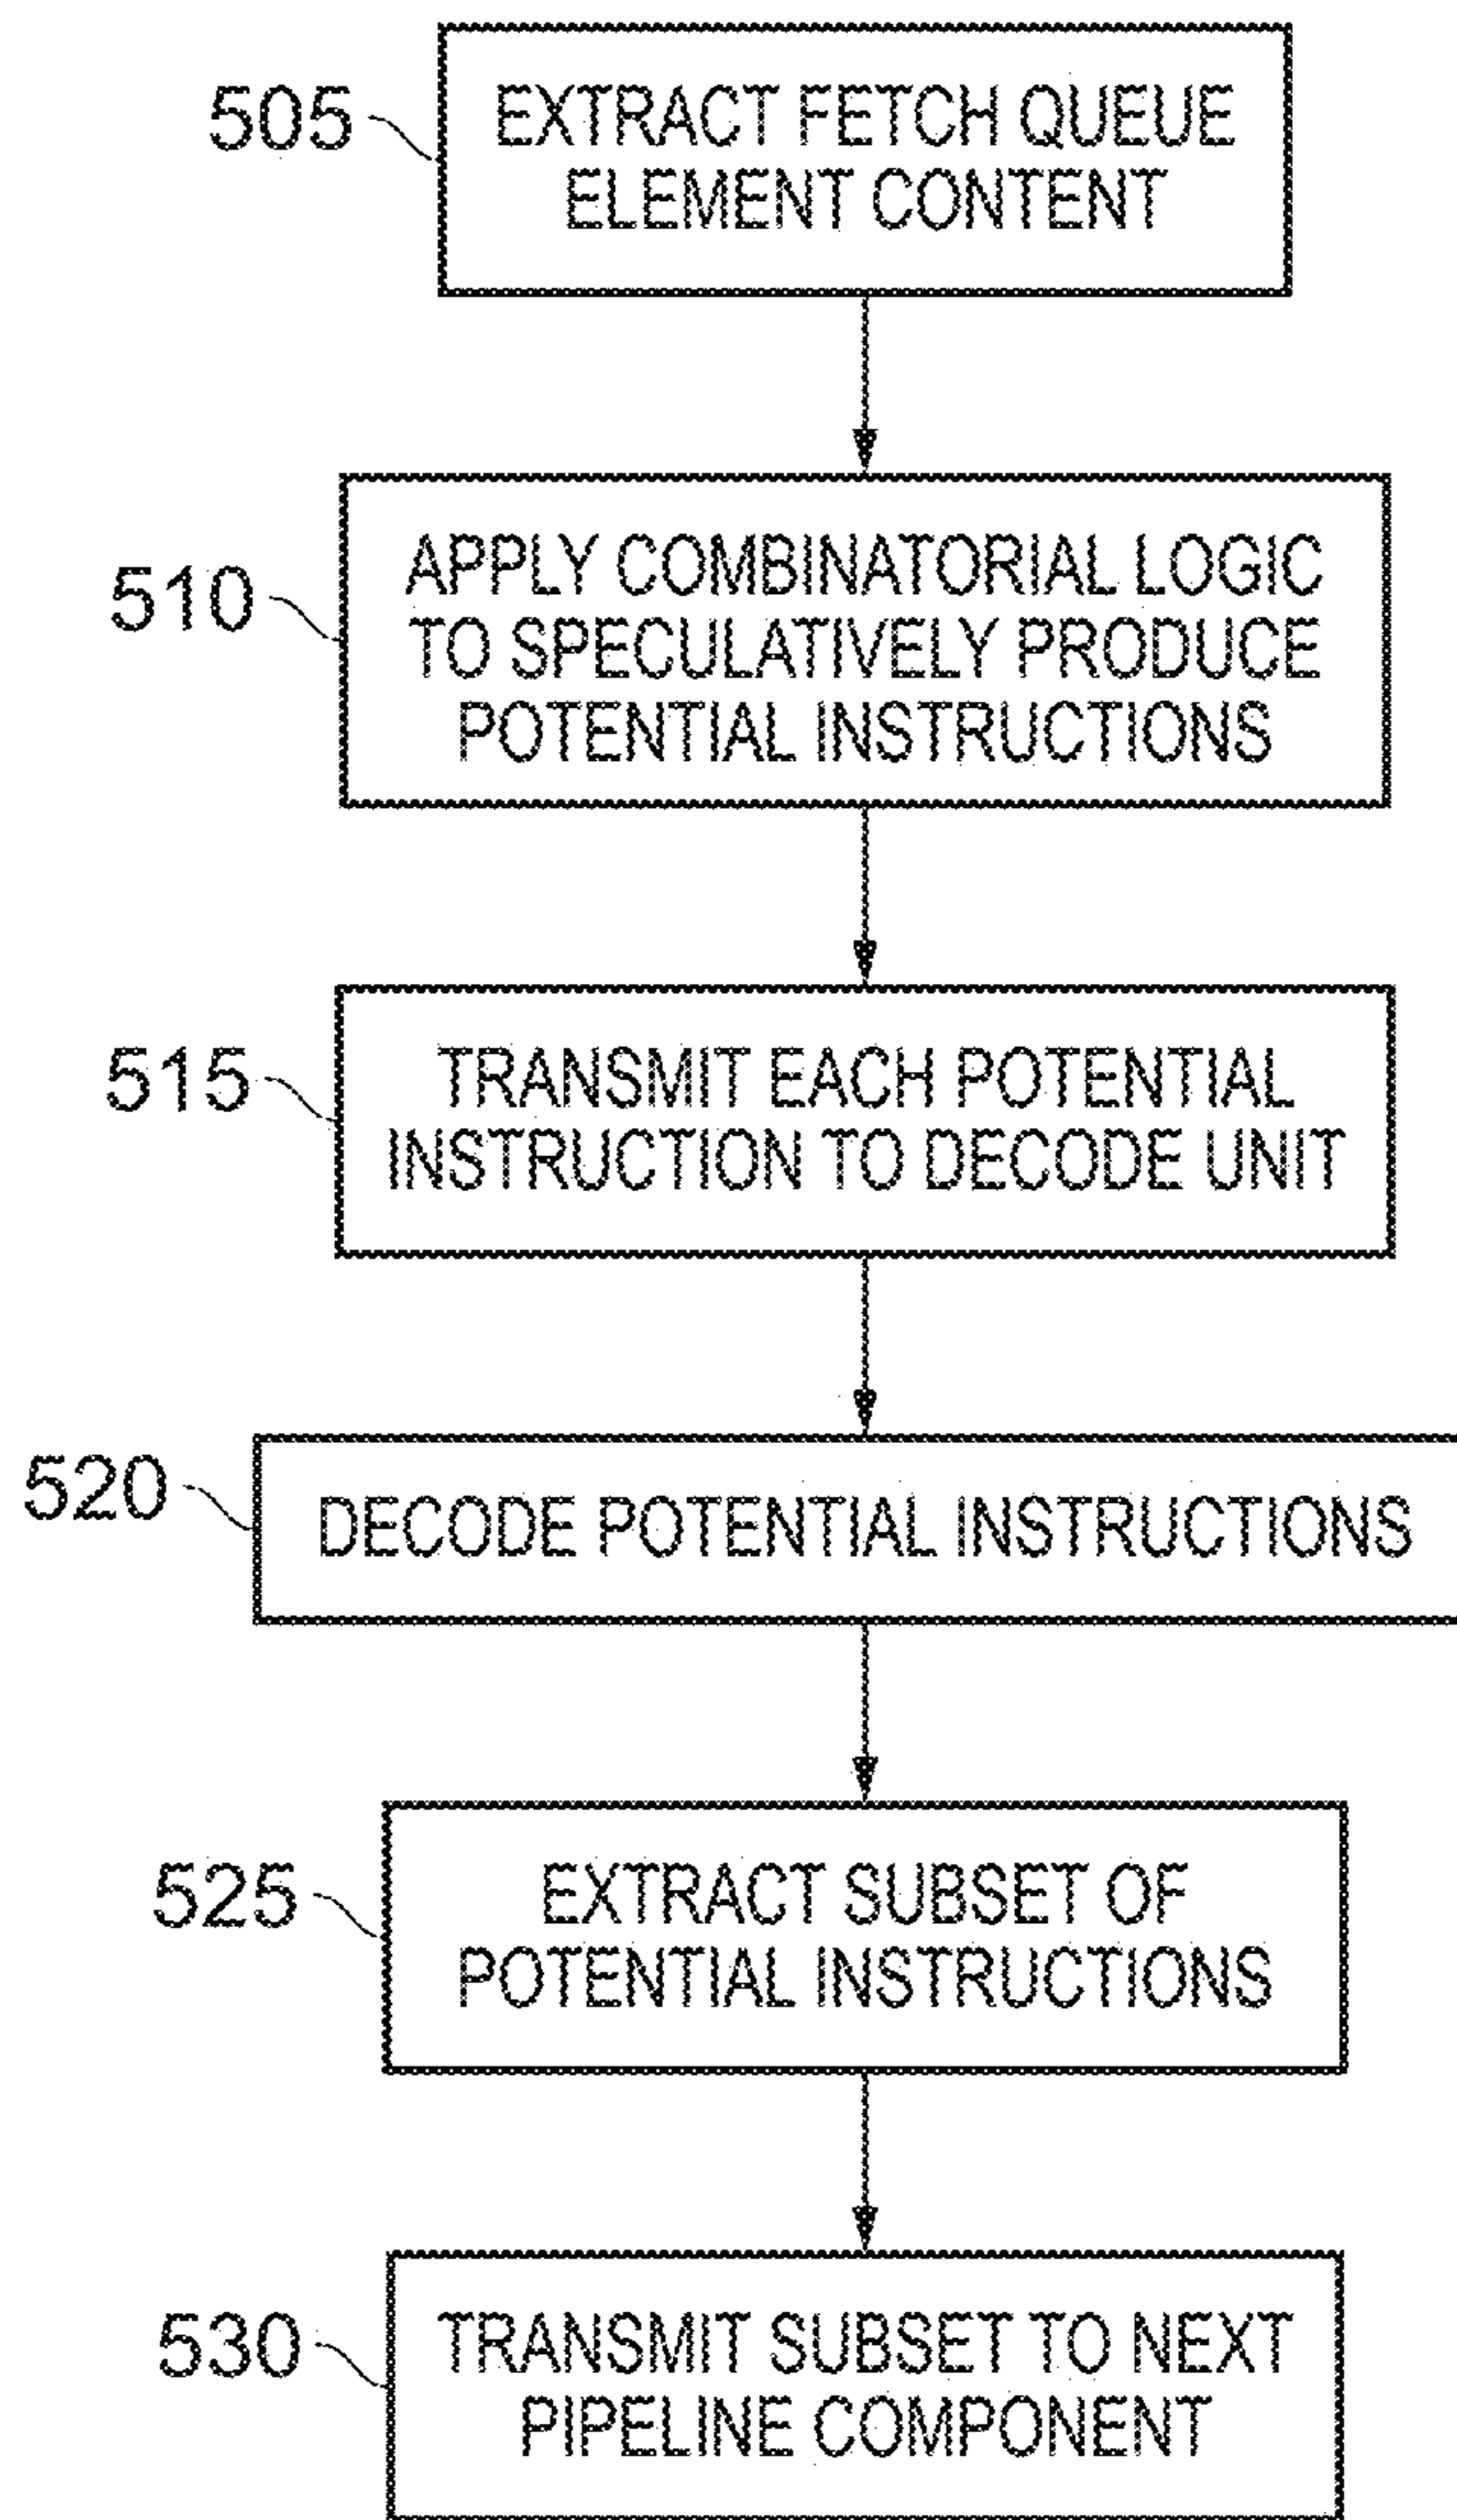 505
EXTRACT FETCH QUEUE
ELEMENT CONTENT
510
APPLY COMBINATORIAL LOGIC
TO SPECULATIVELY PRODUCE
POTENTIAL INSTRUCTIONS
515
TRANSMIT EACH POTENTIAL
INSTRUCTION TO DECODE UNIT
520
DECODE POTENTIAL INSTRUCTIONS
525
EXTRACT SUBSET OF
POTENTIAL INSTRUCTIONS
530
TRANSMIT SUBSET TO NEXT
PIPELINE COMPONENT